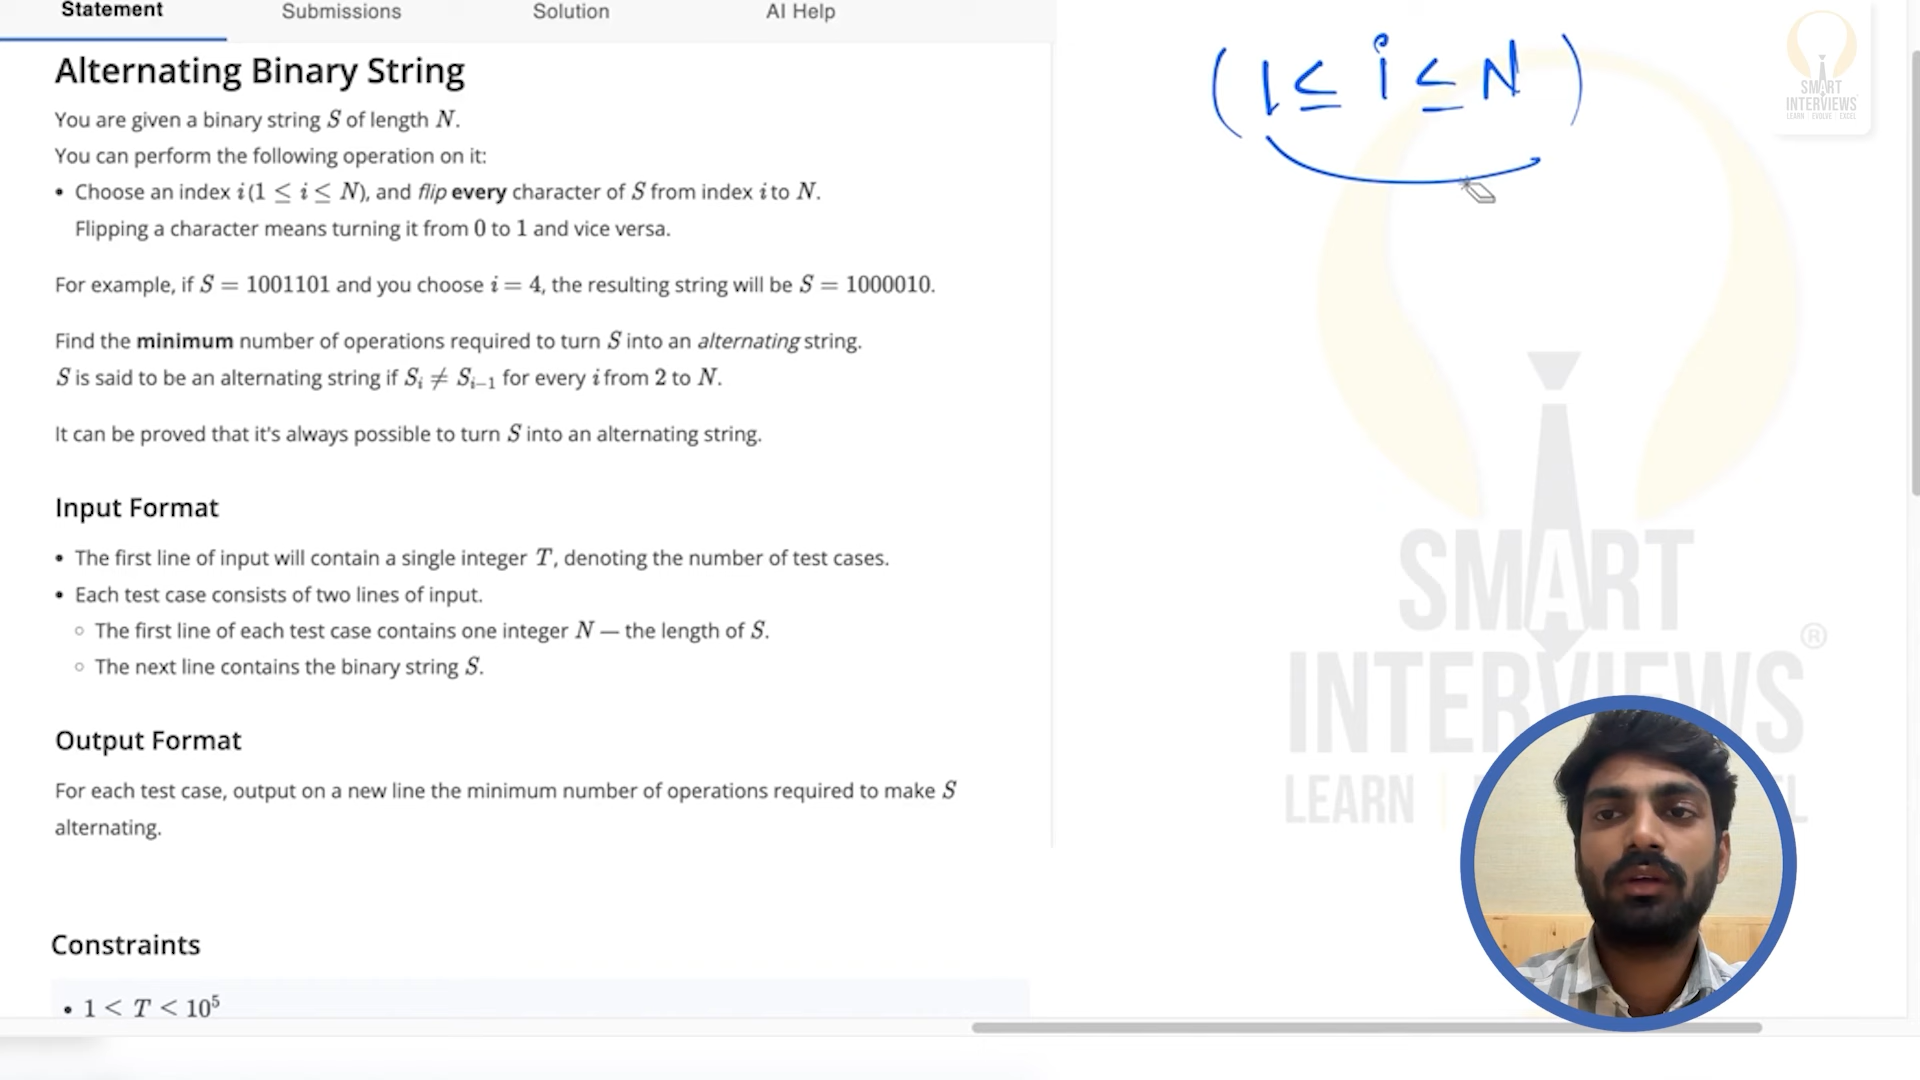 Statement
Submissions
Solution
AI Help
Alternating Binary String
You are given a binary string S of length N.
You can perform the following operation on it:
• Choose an index i(1 ≤ i ≤ N), and flip every character of S from index i to N.
Flipping a character means turning it from 0 to 1 and vice versa.
For example, if S = 1001101 and you choose i = 4, the resulting string will be S = 1000010.
Find the minimum number of operations required to turn S into an alternating string.
S is said to be an alternating string if Sᵢ ≠ Sᵢ₋₁ for every i from 2 to N.
It can be proved that it's always possible to turn S into an alternating string.
Input Format
• The first line of input will contain a single integer T, denoting the number of test cases.
• Each test case consists of two lines of input.
◦ The first line of each test case contains one integer N — the length of S.
◦ The next line contains the binary string S.
Output Format
For each test case, output on a new line the minimum number of operations required to make S
alternating.
Constraints
• 1 < T < 10⁵
(1 ≤ i ≤ N)
SMART
INTERVIEWS
LEARN | EVOLVE | EXCEL
SMART
INTERVIEWS®
LEARN